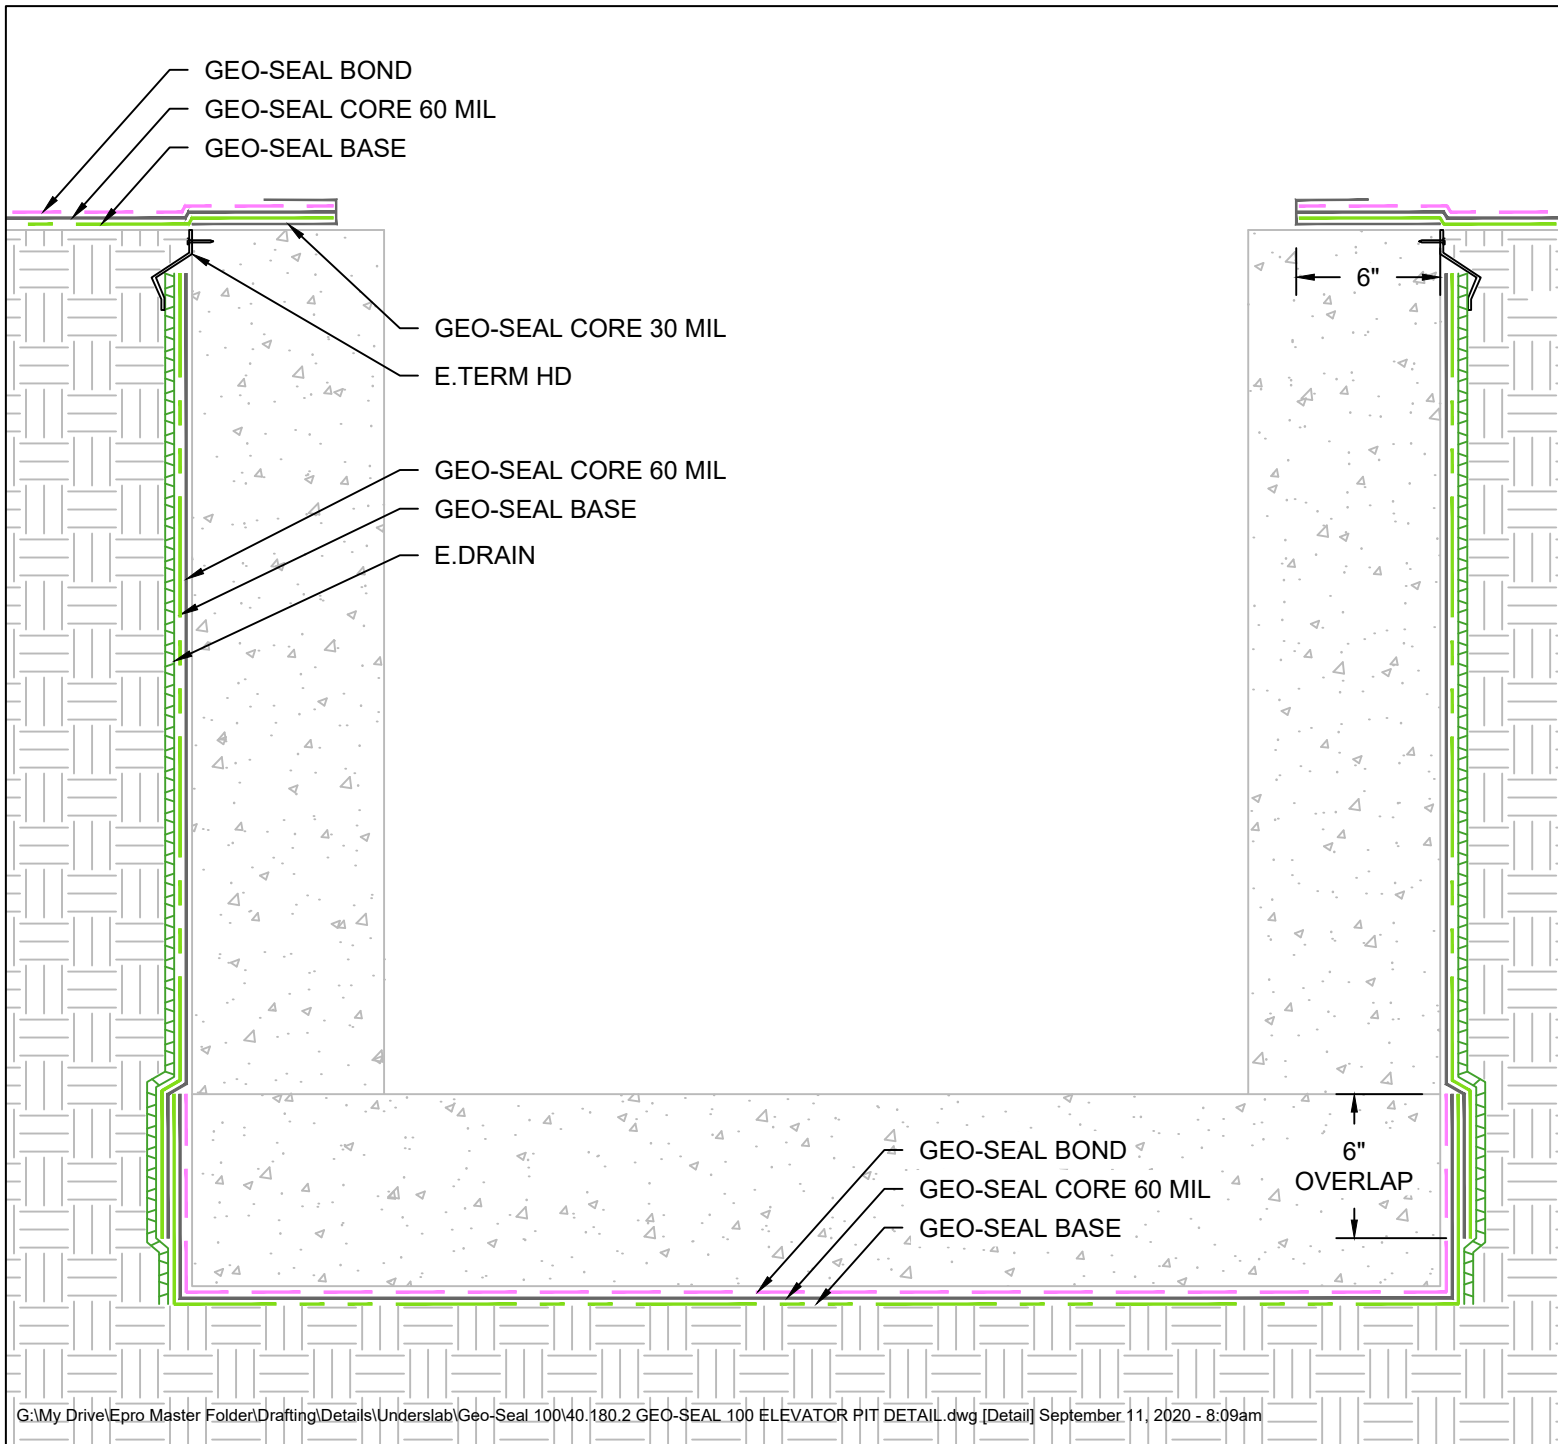 GEO-SEAL BOND
GEO-SEAL CORE 60 MIL
GEO-SEAL BASE
6"
GEO-SEAL CORE 30 MIL
E.TERM HD
GEO-SEAL CORE 60 MIL
GEO-SEAL BASE
E.DRAIN
GEO-SEAL BOND
GEO-SEAL CORE 60 MIL
GEO-SEAL BASE
6"
OVERLAP
G:\My Drive\Epro Master Folder\Drafting\Details\Underslab\Geo-Seal 100\40.180.2 GEO-SEAL 100 ELEVATOR PIT DETAIL.dwg [Detail] September 11, 2020 - 8:09am